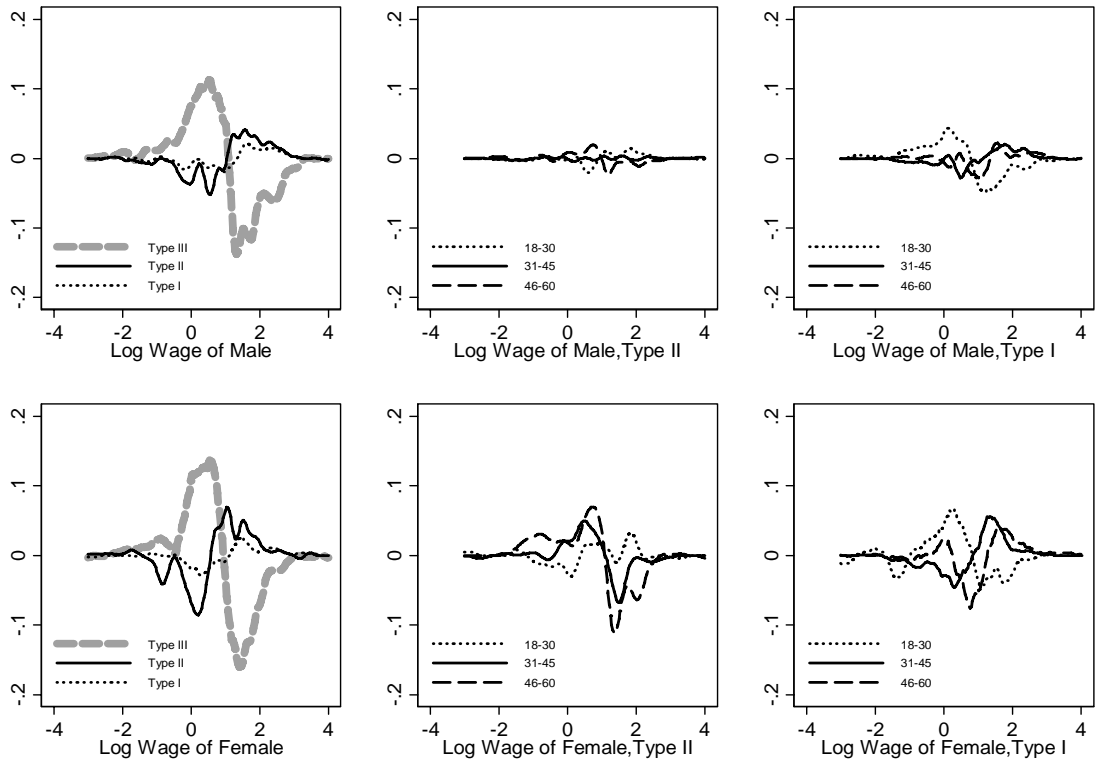 .2
.1
0
-.1
-.2
Type III
Type II
Type I
-4 -2 0 2 4
Log Wage of Male
.2
.1
0
-.1
-.2
18-30
31-45
46-60
-4 -2 0 2 4
Log Wage of Male,Type II
.2
.1
0
-.1
-.2
18-30
31-45
46-60
-4 -2 0 2 4
Log Wage of Male,Type I
.2
.1
0
-.1
-.2
Type III
Type II
Type I
-4 -2 0 2 4
Log Wage of Female
.2
.1
0
-.1
-.2
18-30
31-45
46-60
-4 -2 0 2 4
Log Wage of Female,Type II
.2
.1
0
-.1
-.2
18-30
31-45
46-60
-4 -2 0 2 4
Log Wage of Female,Type I